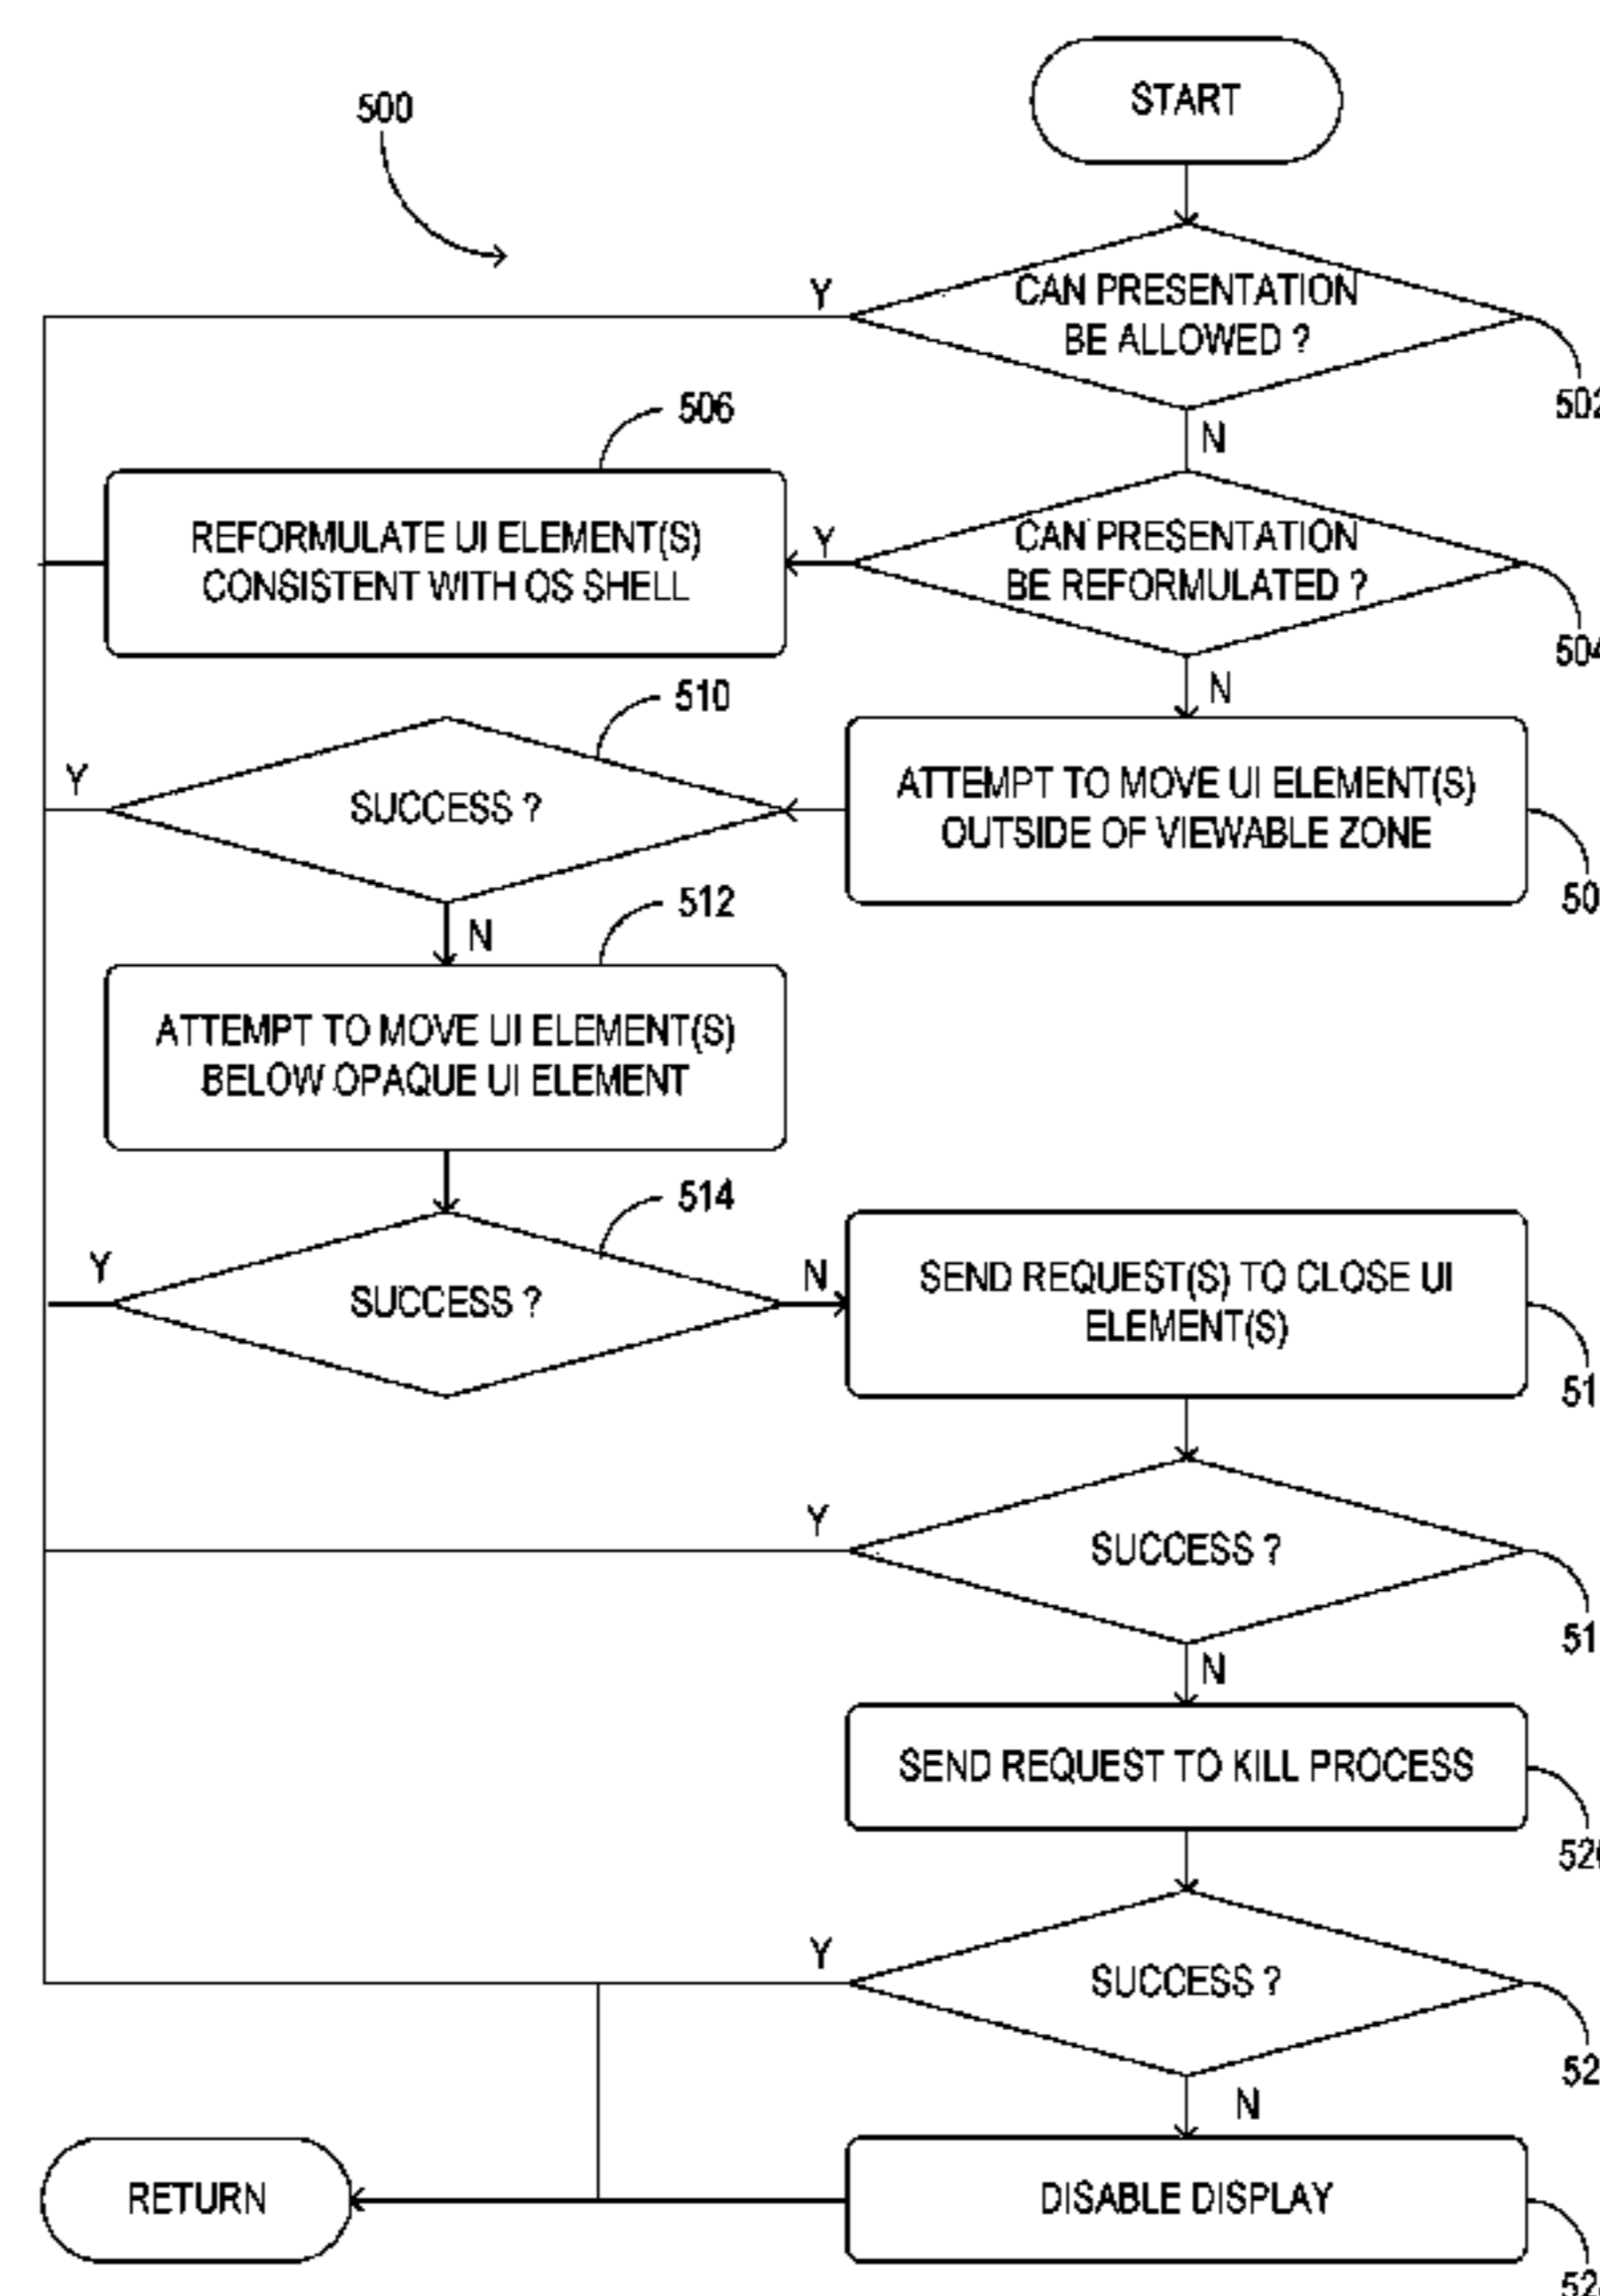 START
500
CAN PRESENTATION
BE ALLOWED ?
Y
N
506
REFORMULATE UI ELEMENT(S)
CONSISTENT WITH OS SHELL
Y
CAN PRESENTATION
BE REFORMULATED ?
N
510
Y
SUCCESS ?
ATTEMPT TO MOVE UI ELEMENT(S)
OUTSIDE OF VIEWABLE ZONE
N
512
ATTEMPT TO MOVE UI ELEMENT(S)
BELOW OPAQUE UI ELEMENT
514
Y
SUCCESS ?
N
SEND REQUEST(S) TO CLOSE UI
ELEMENT(S)
Y
SUCCESS ?
N
SEND REQUEST TO KILL PROCESS
Y
SUCCESS ?
N
RETURN
DISABLE DISPLAY